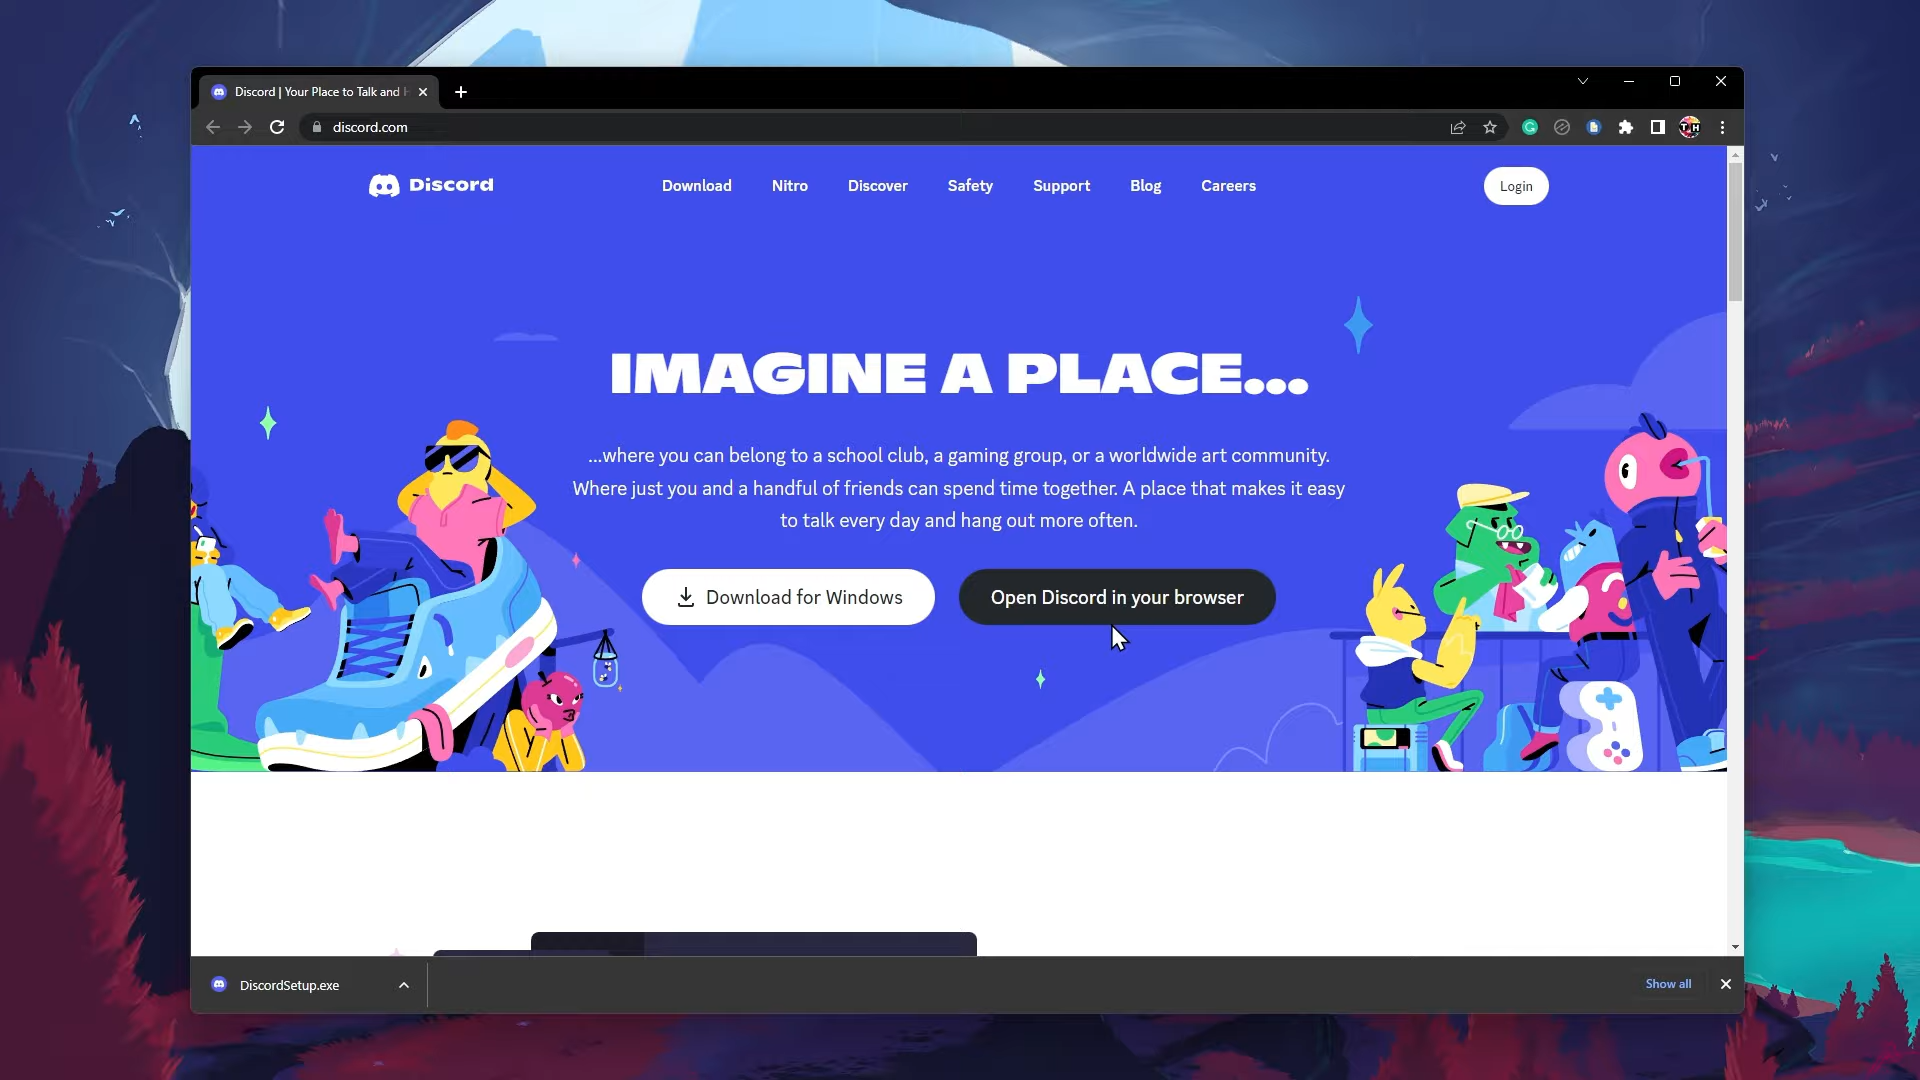 Discord | Your Place to Talk and H
discord.com
Discord
Download
Nitro
Discover
Safety
Support
Blog
Careers
Login
IMAGINE A PLACE...
...where you can belong to a school club, a gaming group, or a worldwide art community.
Where just you and a handful of friends can spend time together. A place that makes it easy
to talk every day and hang out more often.
Download for Windows
Open Discord in your browser
DiscordSetup.exe
Show all